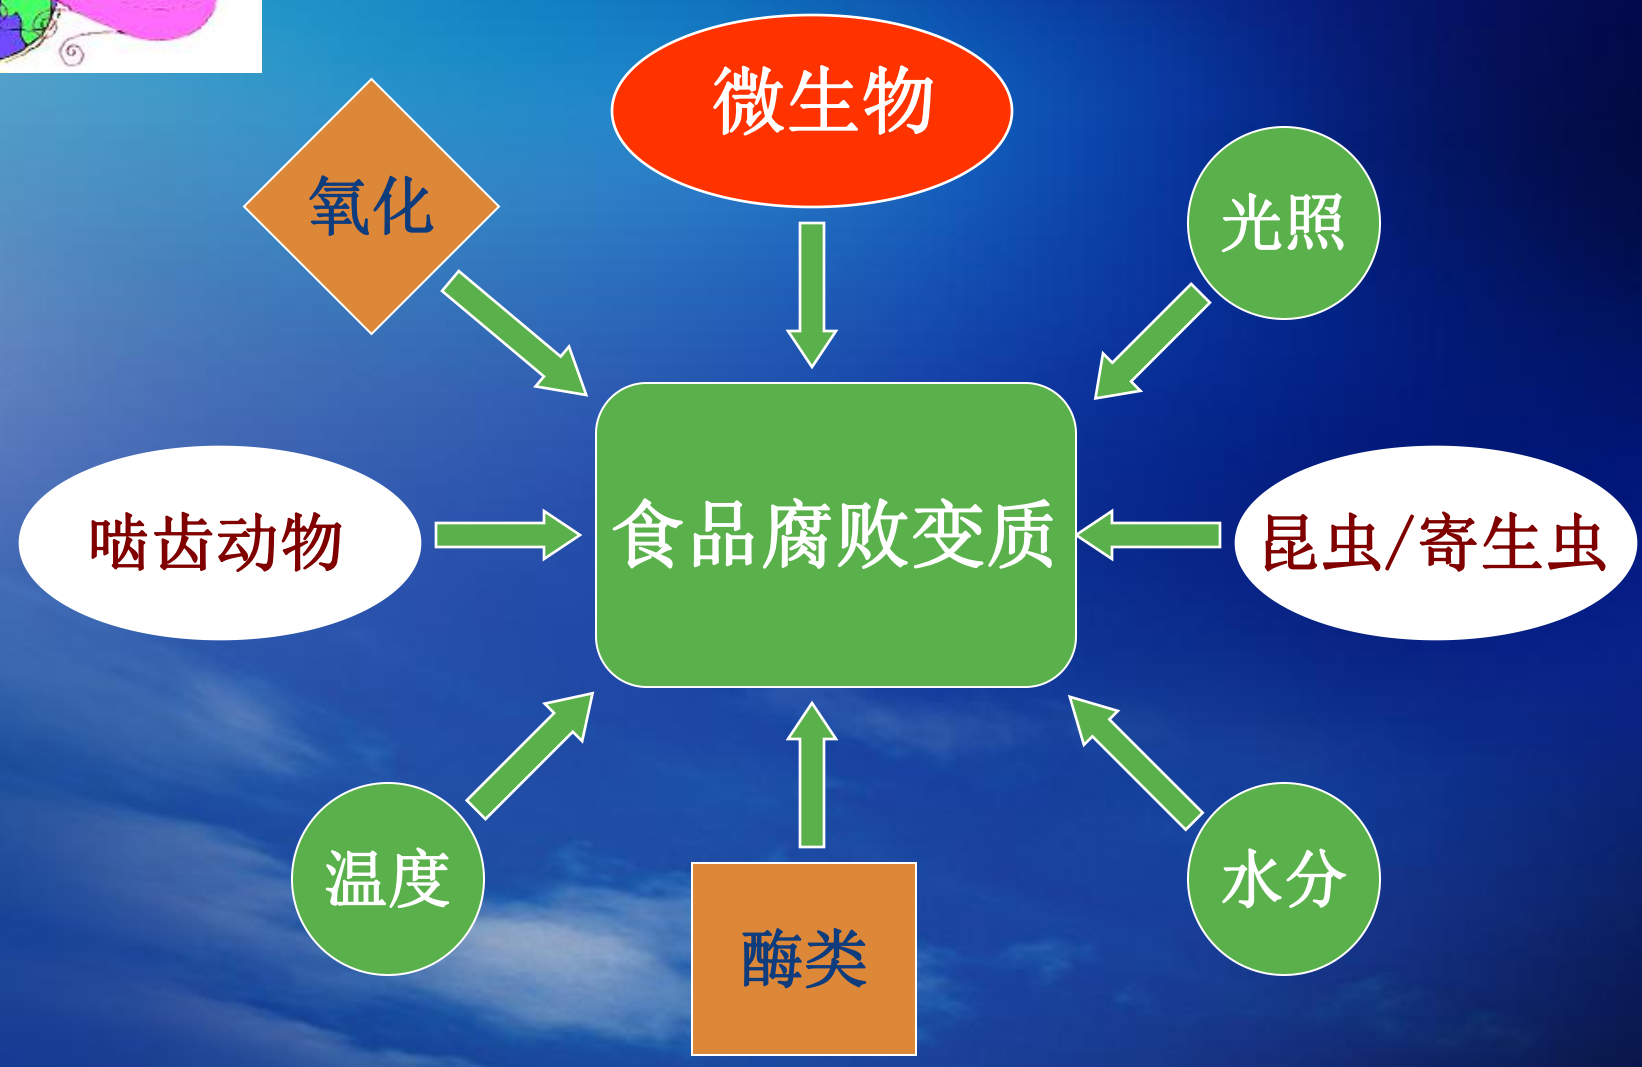 微生物
氧化
光照
啮齿动物
食品腐败变质
昆虫/寄生虫
温度
水分
酶类